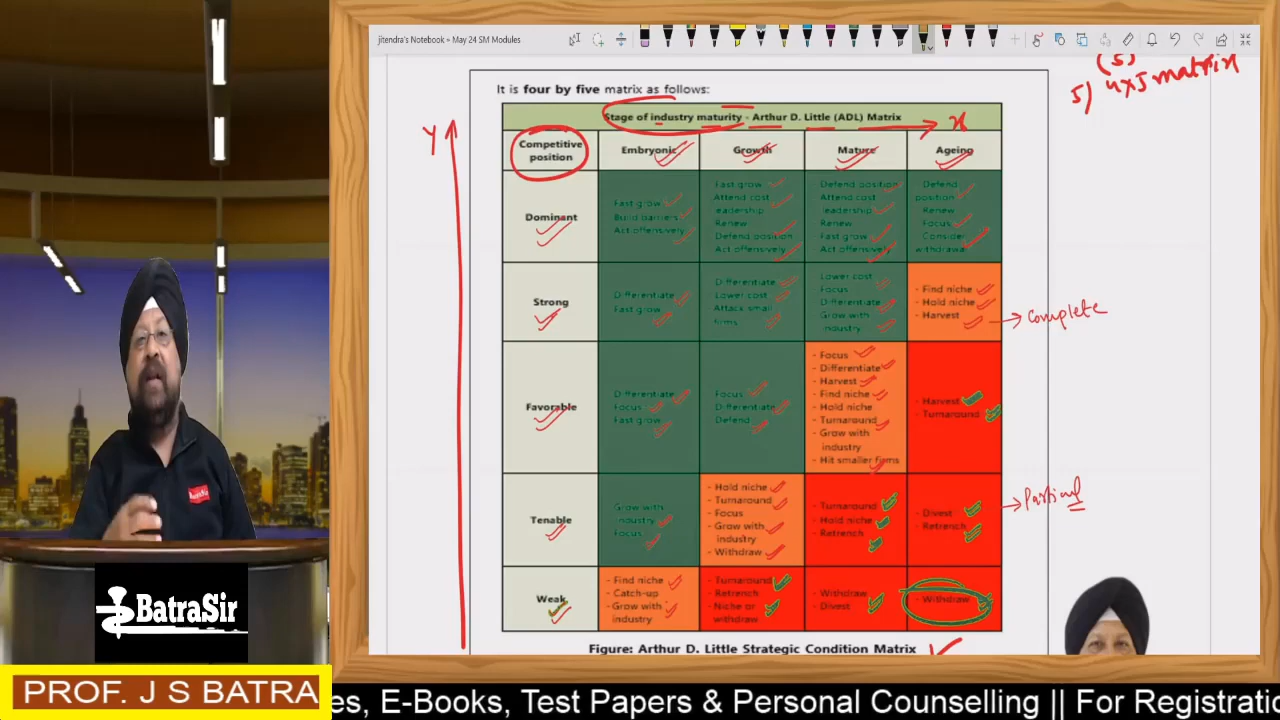 jitendra's Notebook » May 24 SM Modules
(5)
5) 4x5 matrix
It is four by five matrix as follows:
Stage of industry maturity - Arthur D. Little (ADL) Matrix
x
Y
Competitive position
Embryonic
Growth
Mature
Ageing
Dominant
Fast grow
Build barriers
Act offensively
Fast grow
Attend cost
leadership
Renew
Defend position
Act offensively
- Defend position
Attend cost
leadership
Renew
Fast grow
Act offensively
Defend
position
Renew
Focus
Consider
withdrawal
Strong
Differentiate
Fast grow
Differentiate
Lower cost
Attack small
firms
Lower cost
Focus
Differentiate
Grow with
industry
- Find niche
- Hold niche
- Harvest
Complete
Favorable
Differentiate
Focus
Fast grow
Focus
Differentiate
Defend
- Focus
- Differentiate
- Harvest
- Find niche
- Hold niche
- Turnaround
- Grow with
industry
- Hit smaller firms
- Harvest
- Turnaround
Tenable
Grow with
industry
Focus
- Hold niche
- Turnaround
- Focus
- Grow with
industry
- Withdraw
- Turnaround
- Hold niche
- Retrench
- Divest
- Retrench
Partial
Weak
- Find niche
- Catch-up
- Grow with
industry
- Turnaround
- Retrench
- Niche or
withdraw
- Withdraw
- Divest
- Withdraw
Figure: Arthur D. Little Strategic Condition Matrix
BatraSir
BatraSir
PROF. J S BATRA
es, E-Books, Test Papers & Personal Counselling || For Registratio